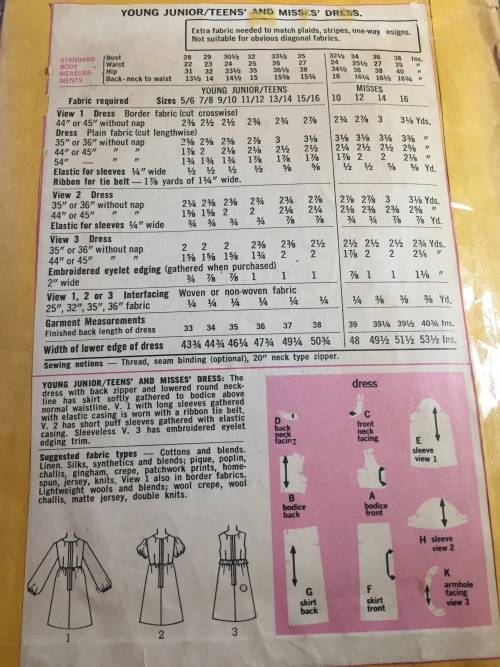 YOUNG JUNIOR/TEENS' AND MISSES' DRESS.
Extra fabric needed to match plaids, stripes, one-way designs.
Not suitable for obvious diagonal fabrics.
STANDARD BODY MEASURE-MENTS
Bust 28 29 30½ 32 33½ 35 32½ 34 36 38 Ins.
Waist 22 23 24 25 26 27 24 25½ 27 29 "
Hip 31 32 33½ 35 36½ 38 34½ 36 38 40 "
Back-neck to waist 13½ 14 14½ 15 15⅜ 15¾ 16 16¼ 16½ 16¾ "
YOUNG JUNIOR/TEENS MISSES
Fabric required Sizes 5/6 7/8 9/10 11/12 13/14 15/16 10 12 14 16
View 1 Dress Border fabric (cut crosswise)
44" or 45" without nap 2⅜ 2½ 2½ 2¾ 2¾ 2⅞ 2¾ 2⅞ 3 3⅛ Yds.
Dress Plain fabric (cut lengthwise)
35" or 36" without nap 2⅝ 2⅝ 2⅝ 2⅞ 3 3⅛ 3⅛ 3⅛ 3¼ 3⅜ "
44" or 45" " " 1⅞ 2 2⅛ 2⅛ 2½ 2½ 2¼ 2½ 2½ 2⅝ "
54" — " " 1¾ 1¾ 1¾ 1⅞ 1⅞ 1⅞ 1⅞ 2 2 2⅛ "
Elastic for sleeves ¼" wide ½ ½ ½ ½ ⅝ ⅝ ½ ½ ⅝ ⅝ Yd.
Ribbon for tie belt — 1⅞ yards of 1¼" wide.
View 2 Dress
35" or 36" without nap 2¼ 2⅜ 2⅜ 2¾ 2¾ 2⅞ 2⅞ 2⅞ 3 3⅛ Yds.
44" or 45" " " 1⅝ 1⅝ 2 2 2¼ 2¼ 2⅛ 2⅜ 2⅜ 2⅝ "
Elastic for sleeves ¼" wide ¾ ¾ ¾ ¾ ⅞ ⅞ ¾ ¾ ⅞ ⅞ Yd.
View 3 Dress
35" or 36" without nap 2 2 2 2⅜ 2⅜ 2½ 2½ 2½ 2½ 2¾ Yds.
44" or 45" " " 1⅝ 1⅝ 1⅝ 1¾ 2 2 1⅞ 2 2 2¼ "
Embroidered eyelet edging (gathered when purchased)
2" wide ¾ ⅞ ⅞ 1 1 1 ⅞ 1 1 1⅛ "
View 1, 2 or 3 Interfacing Woven or non-woven fabric
25", 32", 35", 36" fabric ¼ ¼ ¼ ¼ ¼ ¼ ¼ ⅜ ⅜ ⅜ Yd.
Garment Measurements
Finished back length of dress 33 34 35 36 37 38 39 39¼ 39½ 40¾ Ins.
Width of lower edge of dress 43¾ 44¾ 46¼ 47¾ 49¼ 50¾ 48 49½ 51½ 53½ Ins.
Sewing notions — Thread, seam binding (optional), 20" neck type zipper.
YOUNG JUNIOR/TEENS' AND MISSES' DRESS: The
dress with back zipper and lowered round neck-
line has skirt softly gathered to bodice above
normal waistline. V. 1 with long sleeves gathered
with elastic casing is worn with a ribbon tie belt.
V. 2 has short puff sleeves gathered with elastic
casing. Sleeveless V. 3 has embroidered eyelet
edging trim.
Suggested fabric types — Cottons and blends.
Linen. Silks, synthetics and blends; pique, poplin,
challis, gingham, crepe, patchwork prints, home-
spun, jersey, knits. View 1 also in border fabrics.
Lightweight wools and blends; wool crepe, wool
challis, matte jersey, double knits.
1
2
3
dress
D
back
neck
facing
C
front
neck
facing
E
sleeve
view 1
B
bodice
back
A
bodice
front
H sleeve
view 2
G
skirt
back
F
skirt
front
K
armhole
facing
view 3